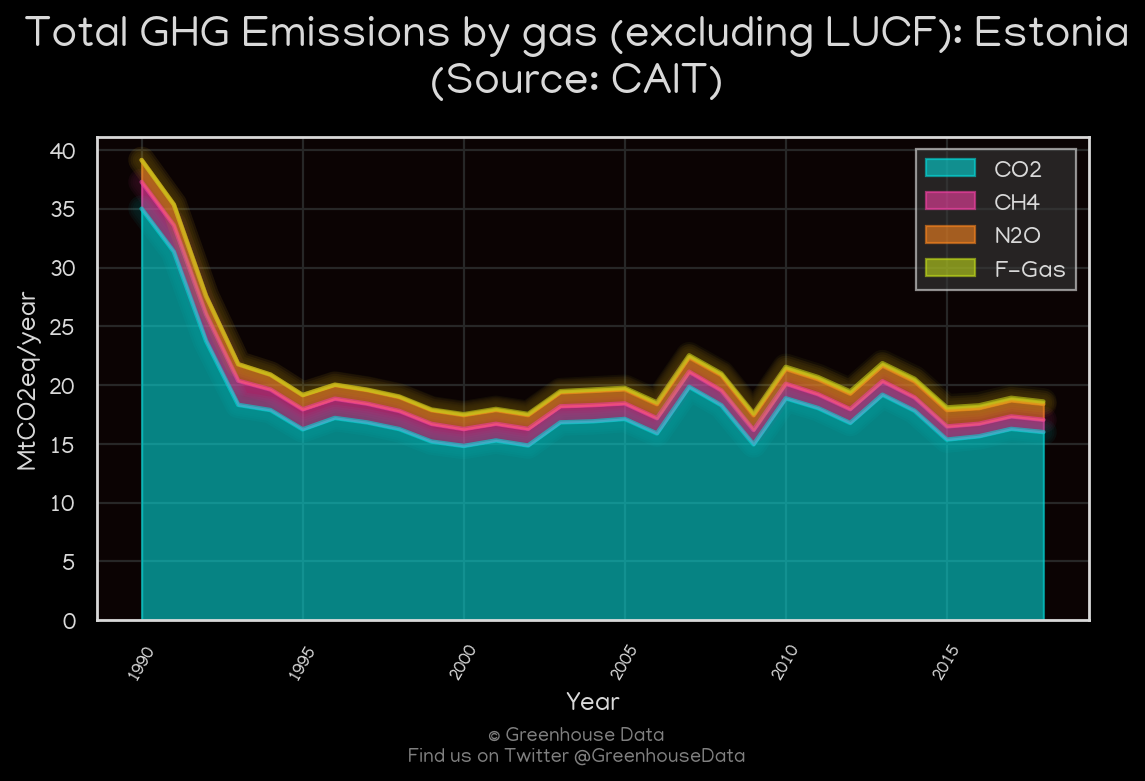 Total GHG Emissions by gas (excluding LUCF): Estonia
(Source: CAIT)
40
35
30
25
20
15
10
5
0
MtCO2eq/year
CO2
CH4
N2O
F-Gas
1990
1995
2000
2005
2010
2015
Year
© Greenhouse Data
Find us on Twitter @GreenhouseData